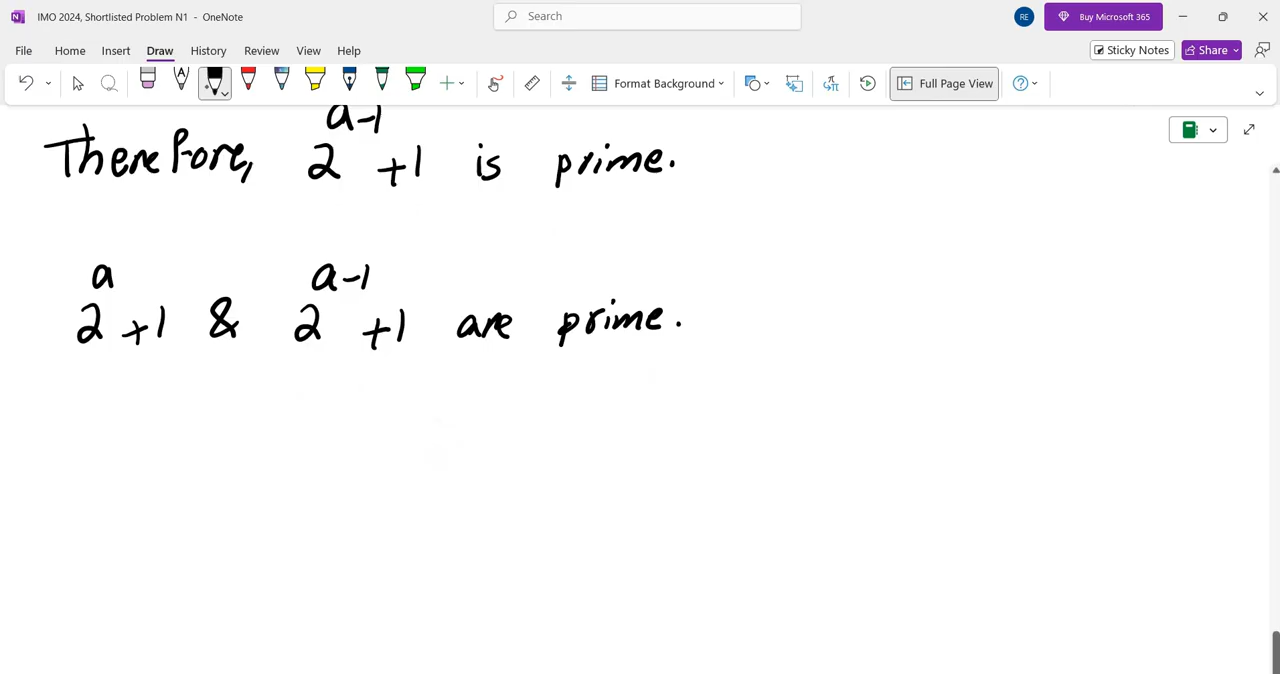 IMO 2024, Shortlisted Problem N1 - OneNote
Search
RE
Buy Microsoft 365
File Home Insert Draw History Review View Help
Sticky Notes
Share
Format Background
Full Page View
Therefore, 2^{a-1} +1 is prime.
2^{a} +1 & 2^{a-1} +1 are prime.